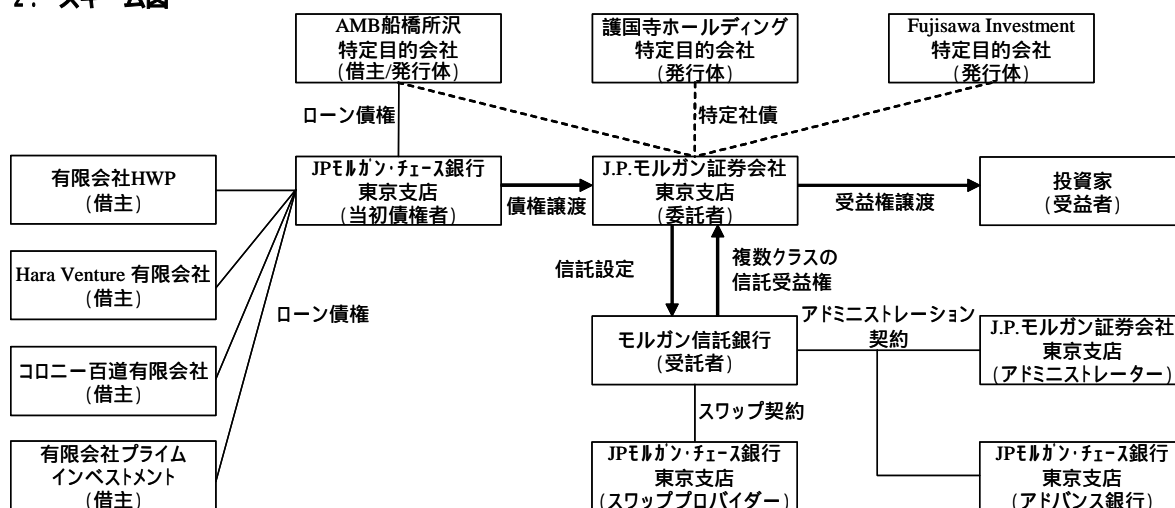 2. スキーム図
AMB船橋所沢
特定目的会社
(借主/発行体)
護国寺ホールディング
特定目的会社
(発行体)
Fujisawa Investment
特定目的会社
(発行体)
ローン債権
特定社債
有限会社HWP
(借主)
JPモルガン・チェース銀行
東京支店
(当初債権者)
債権譲渡
J.P.モルガン証券会社
東京支店
(委託者)
受益権譲渡
投資家
(受益者)
Hara Venture 有限会社
(借主)
ローン債権
信託設定
複数クラスの
信託受益権
コロニー百道有限会社
(借主)
モルガン信託銀行
(受託者)
アドミニストレーション
契約
J.P.モルガン証券会社
東京支店
(アドミニストレーター)
スワップ契約
有限会社プライム
インベストメント
(借主)
JPモルガン・チェース銀行
東京支店
(スワッププロバイダー)
JPモルガン・チェース銀行
東京支店
(アドバンス銀行)